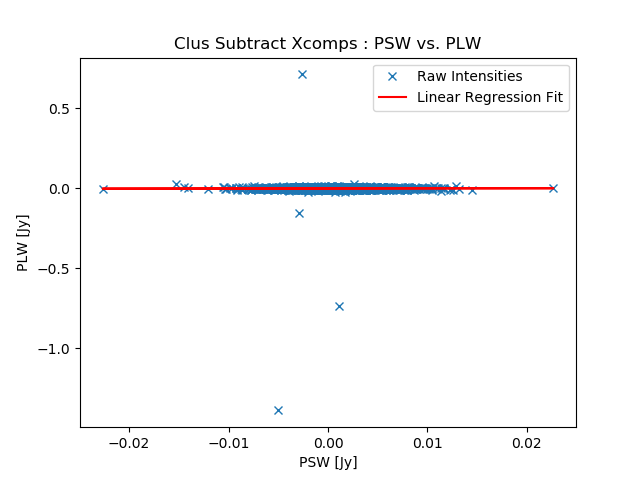 Clus Subtract Xcomps : PSW vs. PLW
Raw Intensities
Linear Regression Fit
0.5
0.0
−0.5
−1.0
PLW [Jy]
−0.02
−0.01
0.00
0.01
0.02
PSW [Jy]